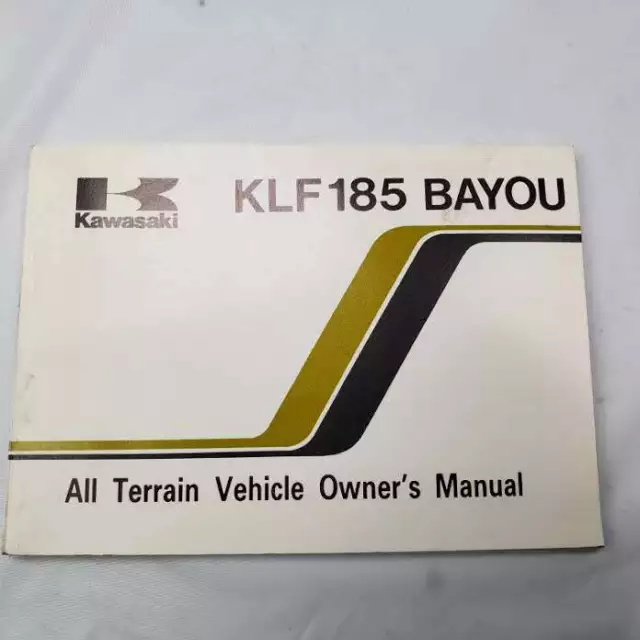 Kawasaki
KLF185 BAYOU
All Terrain Vehicle Owner's Manual